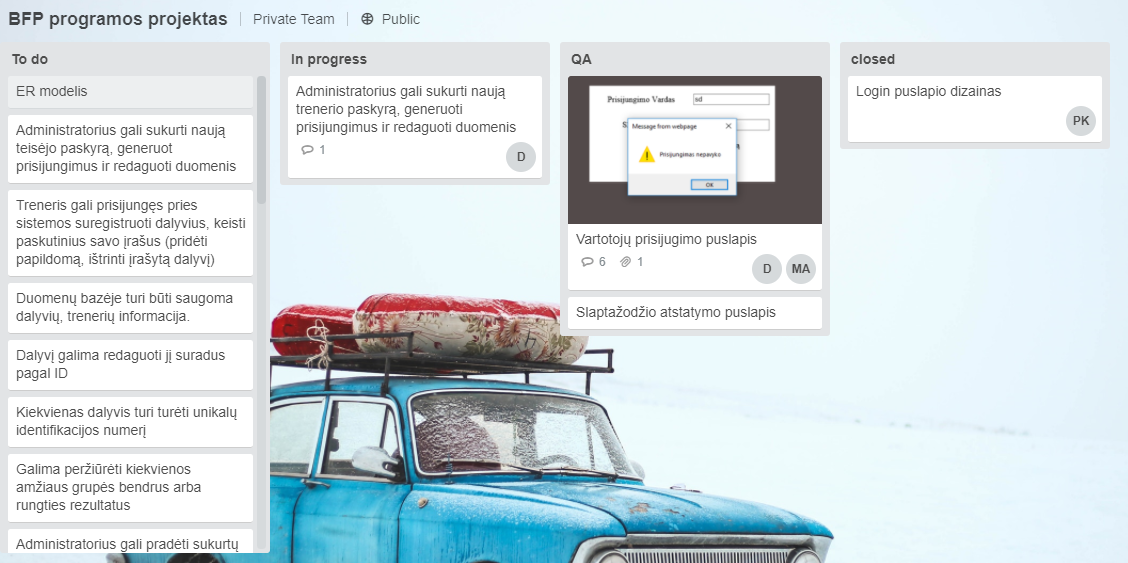 BFP programos projektas
Private Team
Public
To do
ER modelis
Administratorius gali sukurti naują
teisėjo paskyrą, generuot
prisijungimus ir redaguoti duomenis
Treneris gali prisijungęs pries
sistemos suregistruoti dalyvius, keisti
paskutinius savo įrašus (pridėti
papildomą, ištrinti įrašytą dalyvį)
Duomenų bazėje turi būti saugoma
dalyvių, trenerių informacija.
Dalyvį galima redaguoti jį suradus
pagal ID
Kiekvienas dalyvis turi turėti unikalų
identifikacijos numerį
Galima peržiūrėti kiekvienos
amžiaus grupės bendrus arba
rungties rezultatus
Administratorius gali pradėti sukurtų
In progress
Administratorius gali sukurti naują
trenerio paskyrą, generuoti
prisijungimus ir redaguoti duomenis
1
D
QA
Prisijungimo Vardas
sd
Message from webpage
Prisijungimas nepavyko
OK
Vartotojų prisijugimo puslapis
6 1
D MA
Slaptažodžio atstatymo puslapis
closed
Login puslapio dizainas
PK